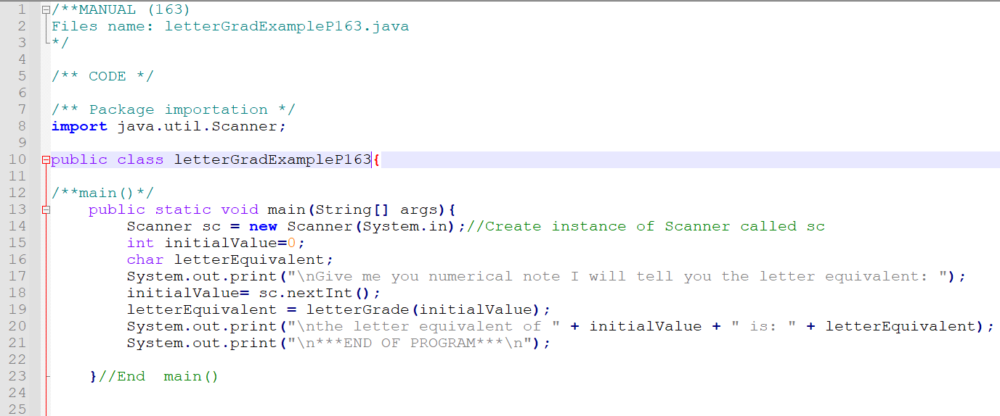 1 /**MANUAL (163)
2 Files name: letterGradExampleP163.java
3 */
4
5 /** CODE */
6
7 /** Package importation */
8 import java.util.Scanner;
9
10 public class letterGradExampleP163{
11
12 /**main()*/
13 public static void main(String[] args){
14 Scanner sc = new Scanner(System.in);//Create instance of Scanner called sc
15 int initialValue=0;
16 char letterEquivalent;
17 System.out.print("\nGive me you numerical note I will tell you the letter equivalent: ");
18 initialValue= sc.nextInt();
19 letterEquivalent = letterGrade(initialValue);
20 System.out.print("\nthe letter equivalent of " + initialValue + " is: " + letterEquivalent);
21 System.out.print("\n***END OF PROGRAM***\n");
22
23 }//End  main()
24
25